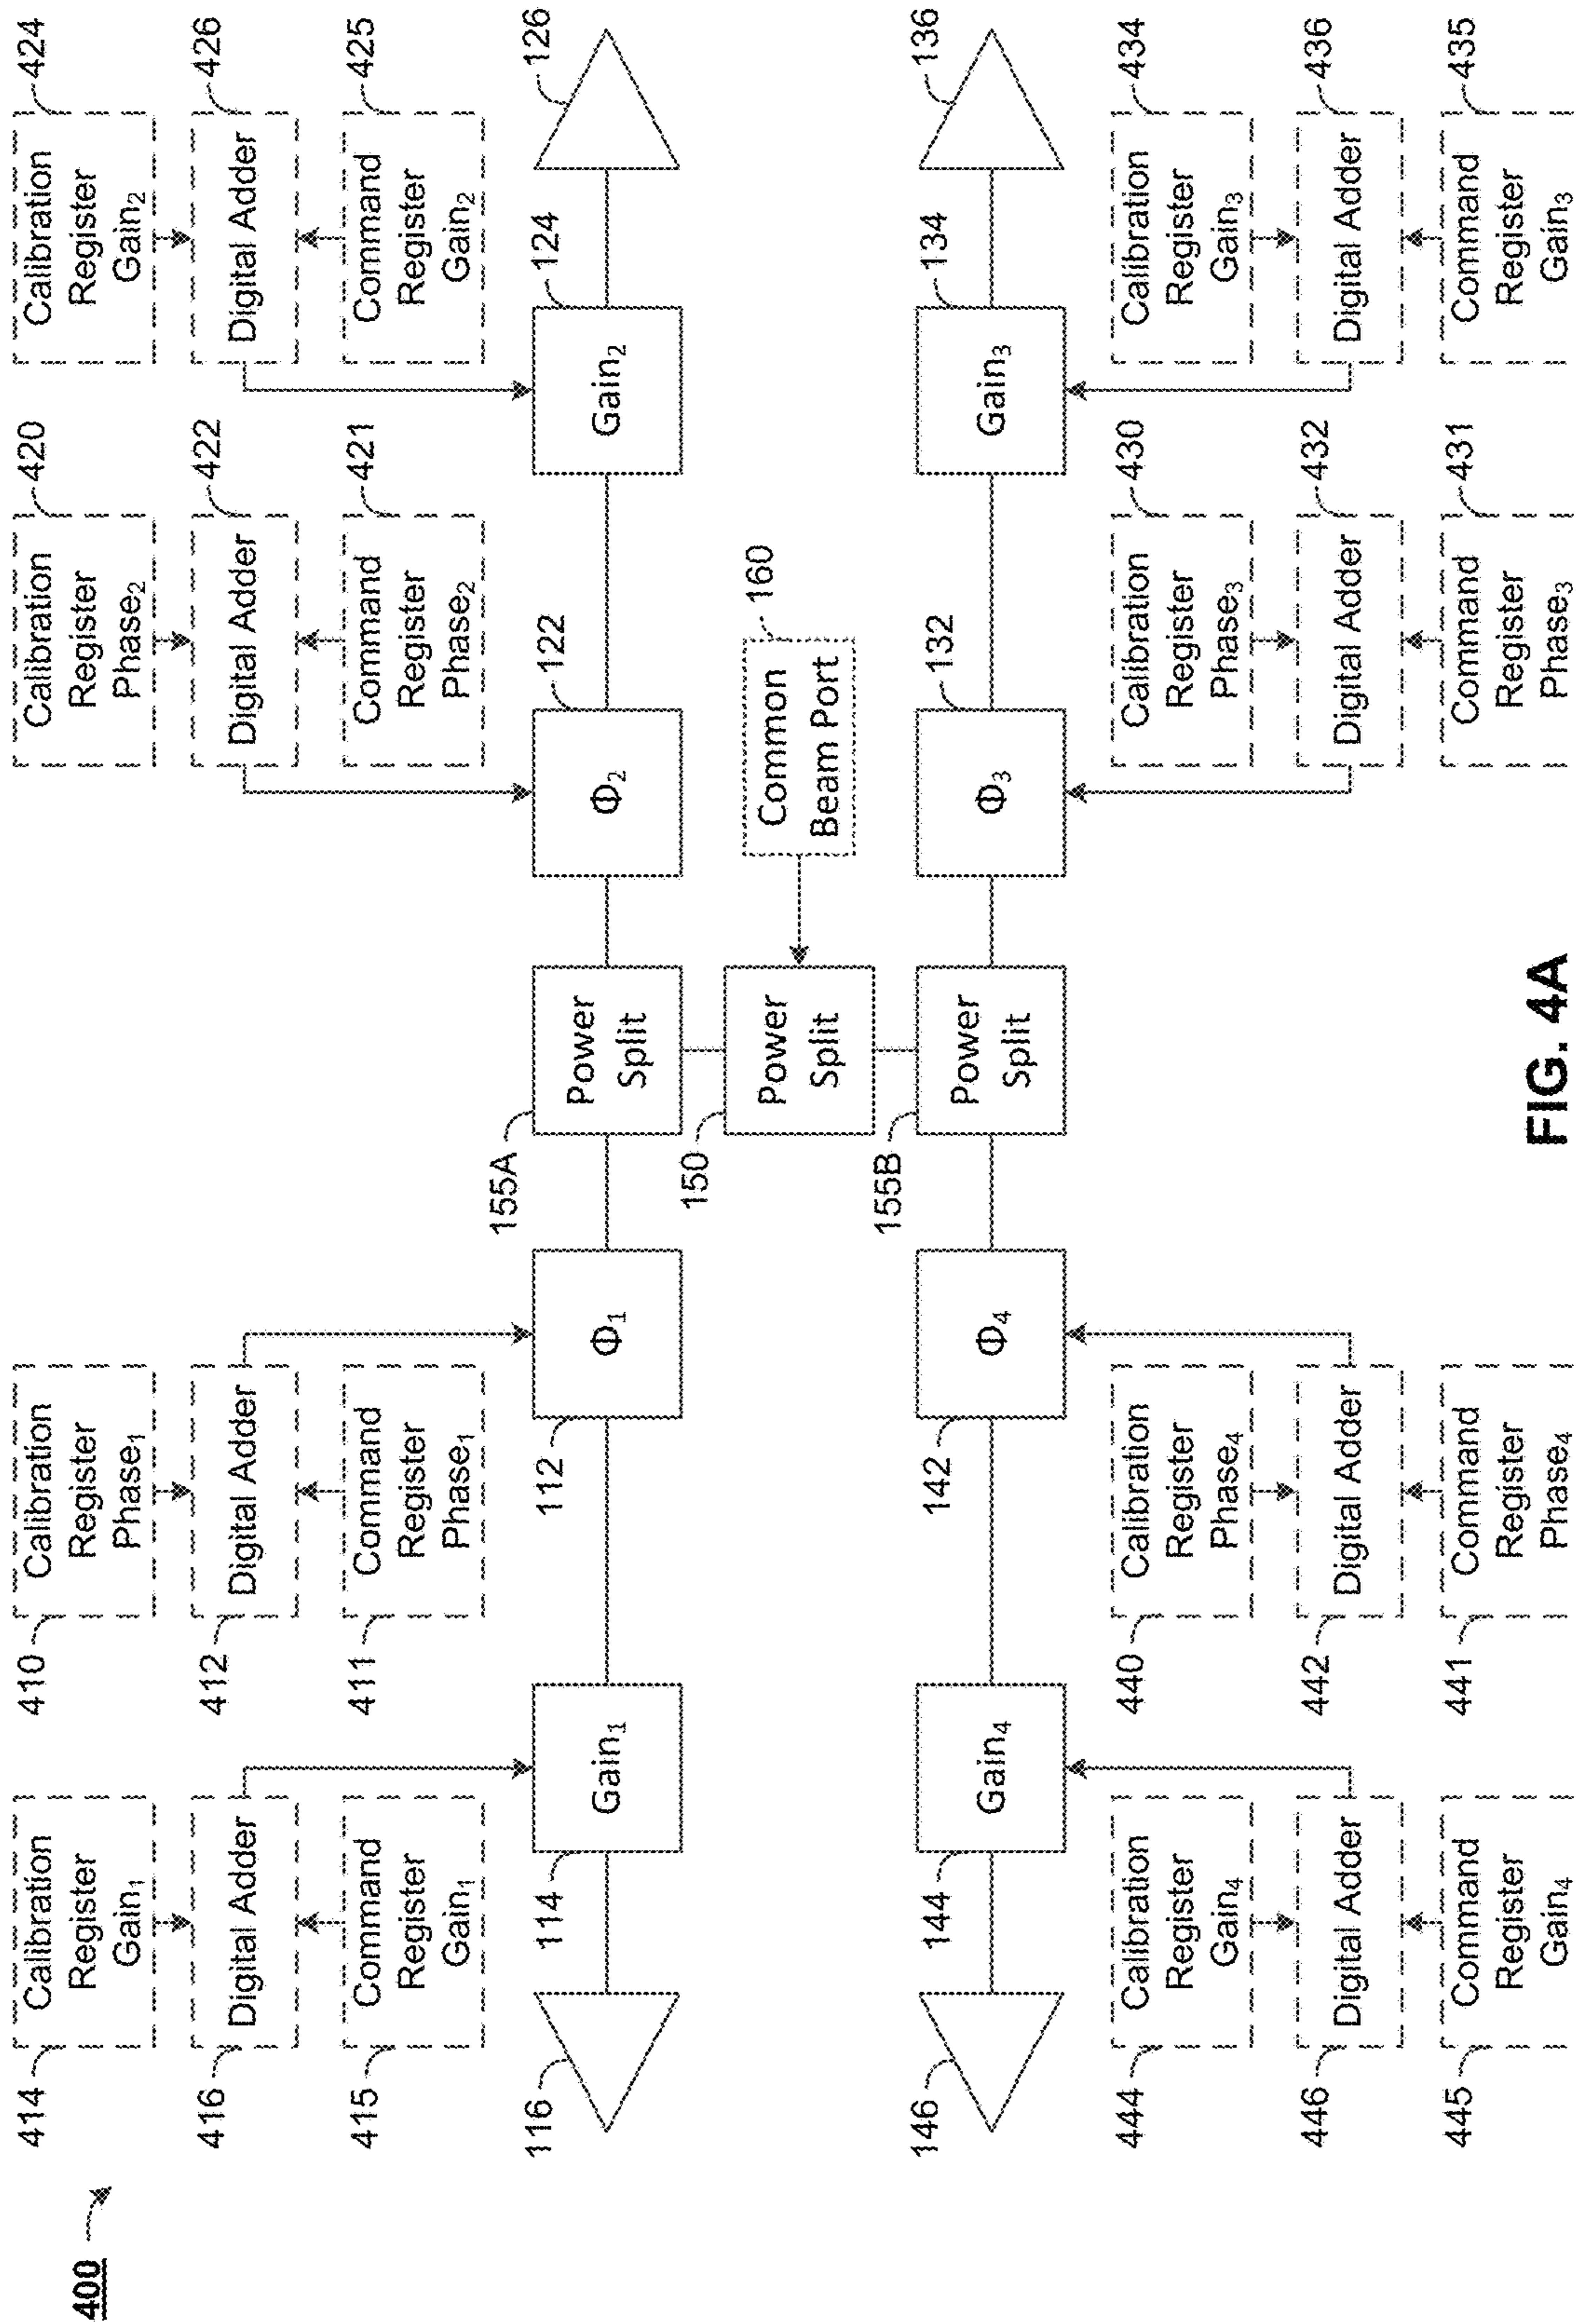 400
414
Calibration
Register
Gain₁
416
Digital Adder
415
Command
Register
Gain₁
410
Calibration
Register
Phase₁
412
Digital Adder
411
Command
Register
Phase₁
420
Calibration
Register
Phase₂
422
Digital Adder
421
Command
Register
Phase₂
424
Calibration
Register
Gain₂
426
Digital Adder
425
Command
Register
Gain₂
116
114
Gain₁
112
Φ₁
155A
Power
Split
122
Φ₂
124
Gain₂
126
150
Power
Split
160
Common
Beam Port
146
144
Gain₄
142
Φ₄
155B
Power
Split
132
Φ₃
134
Gain₃
136
444
Calibration
Register
Gain₄
446
Digital Adder
445
Command
Register
Gain₄
440
Calibration
Register
Phase₄
442
Digital Adder
441
Command
Register
Phase₄
430
Calibration
Register
Phase₃
432
Digital Adder
431
Command
Register
Phase₃
434
Calibration
Register
Gain₃
436
Digital Adder
435
Command
Register
Gain₃
FIG. 4A